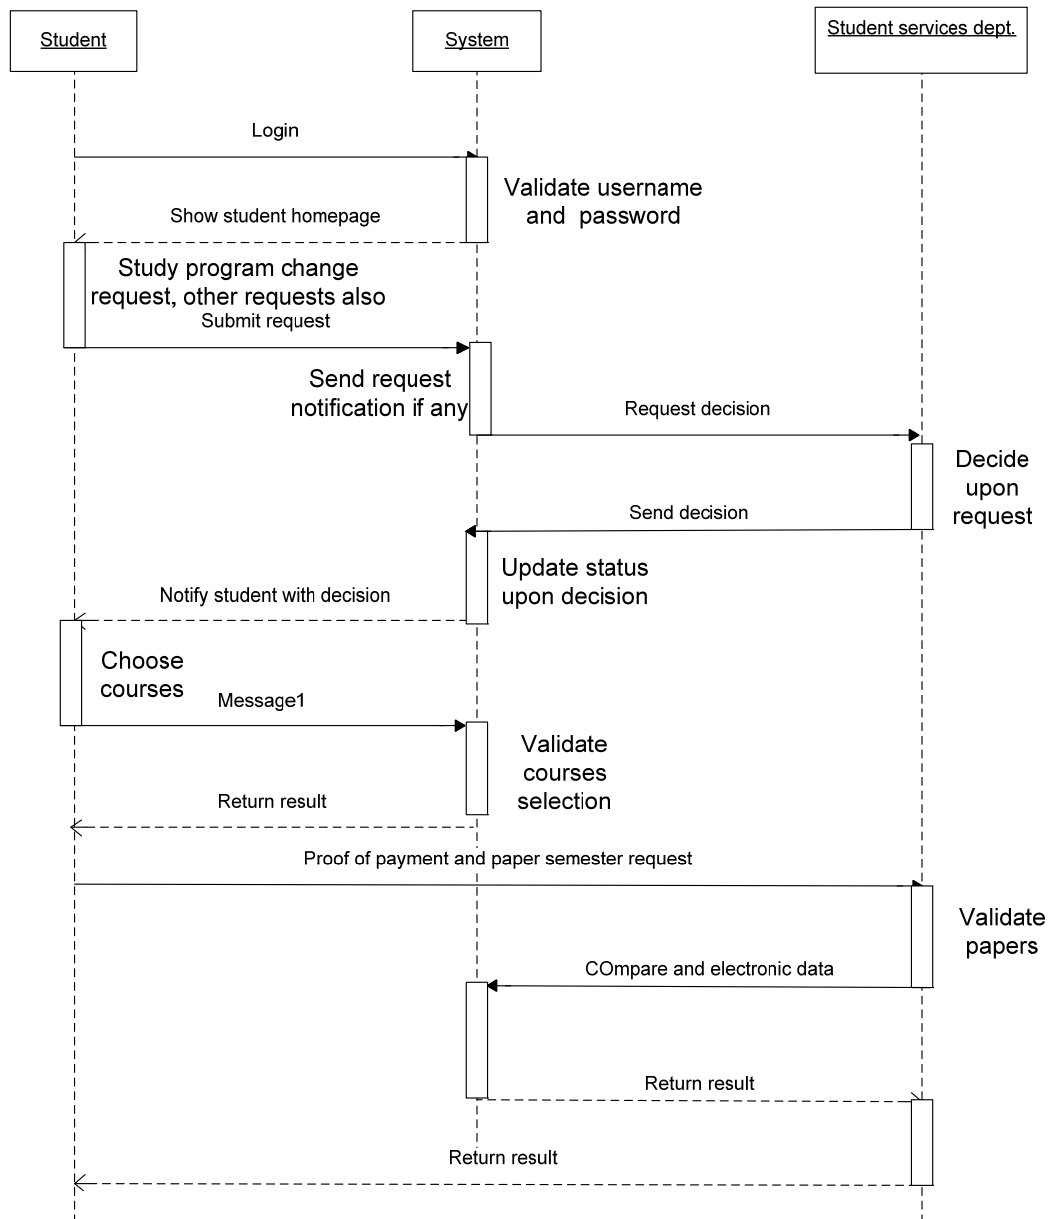 Student
System
Student services dept.
Login
Validate username
and password
Show student homepage
Study program change
request, other requests also
Submit request
Send request
notification if any
Request decision
Decide
upon
request
Send decision
Update status
upon decision
Notify student with decision
Choose
courses
Message1
Validate
courses
selection
Return result
Proof of payment and paper semester request
Validate
papers
COmpare and electronic data
Return result
Return result